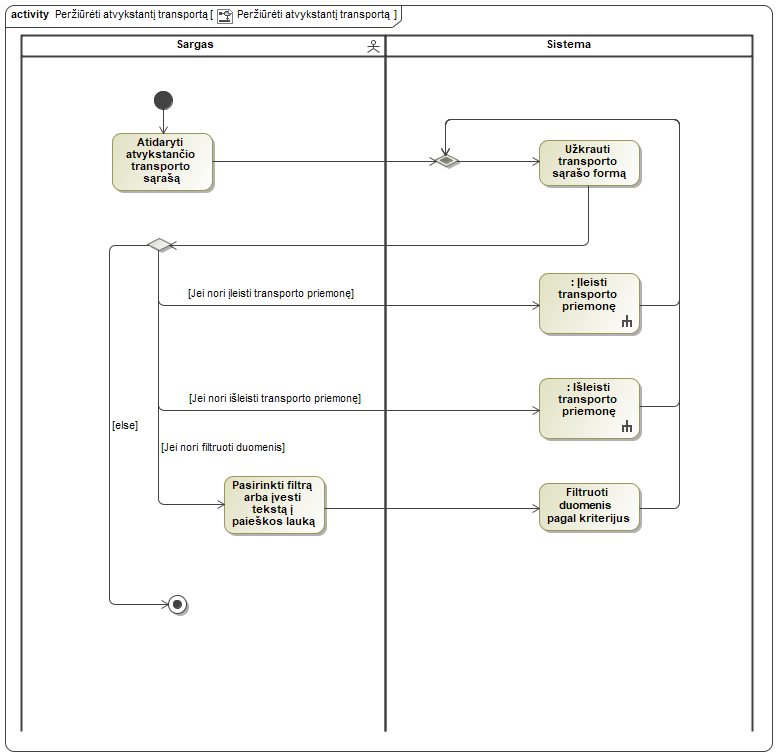 activity Peržiūrėti atvykstantį transportą [ Peržiūrėti atvykstantį transportą ]
Sargas
Sistema
Atidaryti
atvykstančio
transporto
sąrašą
Užkrauti
transporto
sąrašo formą
[Jei nori įleisti transporto priemonę]
: Įleisti
transporto
priemonę
[Jei nori išleisti transporto priemonę]
: Išleisti
transporto
priemonę
[else]
[Jei nori filtruoti duomenis]
Pasirinkti filtrą
arba įvesti
tekstą į
paieškos lauką
Filtruoti
duomenis
pagal kriterijus